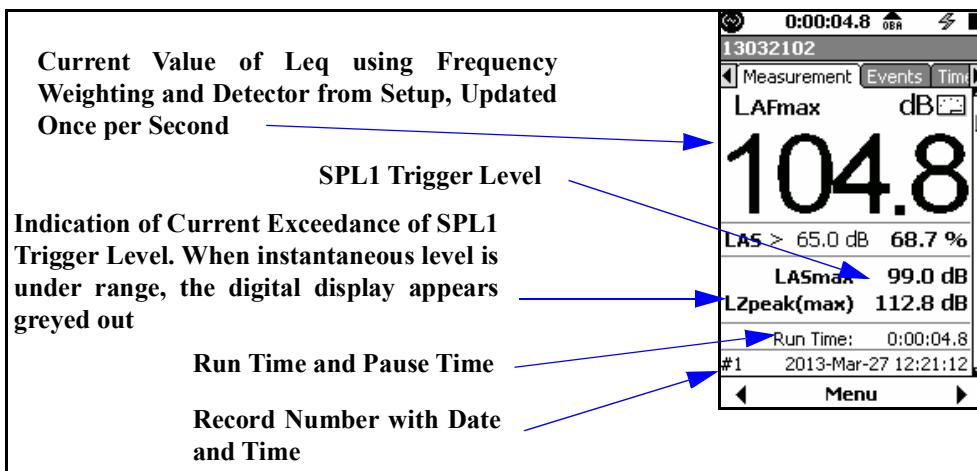 Current Value of Leq using Frequency
Weighting and Detector from Setup, Updated
Once per Second
SPL1 Trigger Level
Indication of Current Exceedance of SPL1
Trigger Level. When instantaneous level is
under range, the digital display appears
greyed out
Run Time and Pause Time
Record Number with Date
and Time
0:00:04.8 OBA
13032102
Measurement Events Time
LAFmax dB
104.8
LAS > 65.0 dB 68.7 %
LASmax 99.0 dB
LZpeak(max) 112.8 dB
Run Time: 0:00:04.8
#1 2013-Mar-27 12:21:12
Menu